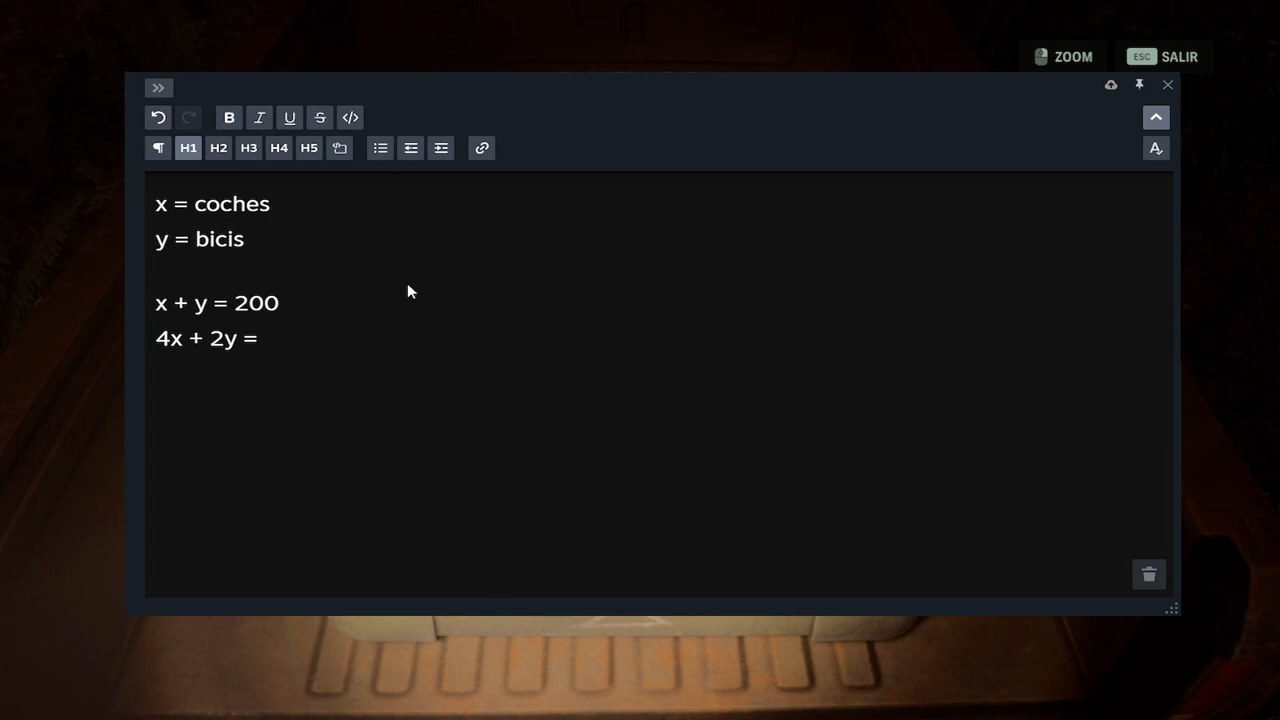 ZOOM
ESC SALIR
B I U S </>
¶ H1 H2 H3 H4 H5
A
x = coches
y = bicis
x + y = 200
4x + 2y =